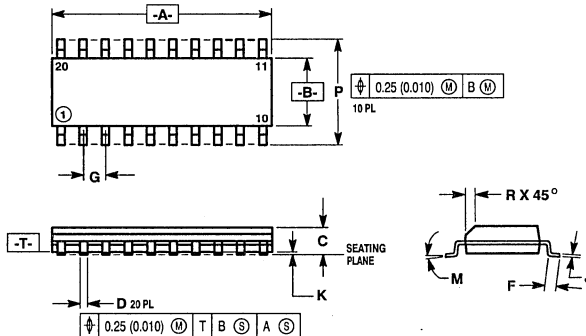 -A-
20 11
-B-
P
⌖ 0.25 (0.010) Ⓜ B Ⓜ
10 PL
① 10
G
R X 45°
-T-
C
SEATING
PLANE
M
F
K
D 20 PL
⌖ 0.25 (0.010) Ⓜ T B Ⓢ A Ⓢ